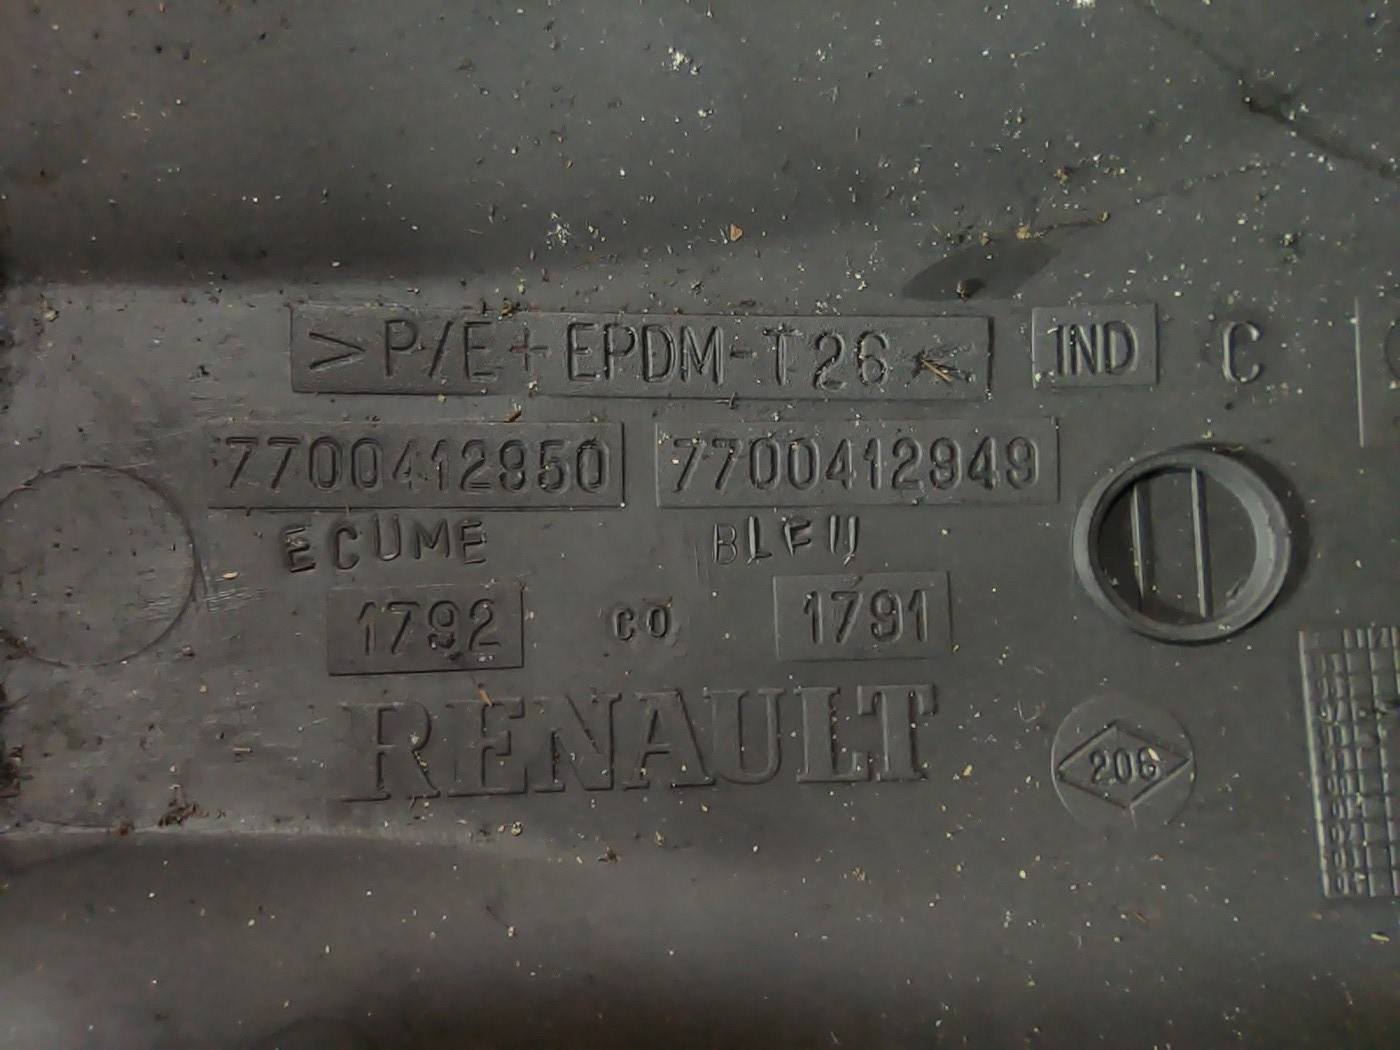 >P/E+EPDM-T26< IND C
7700412950 7700412949
ECUME BLEU
1792 CO 1791
RENAULT
206